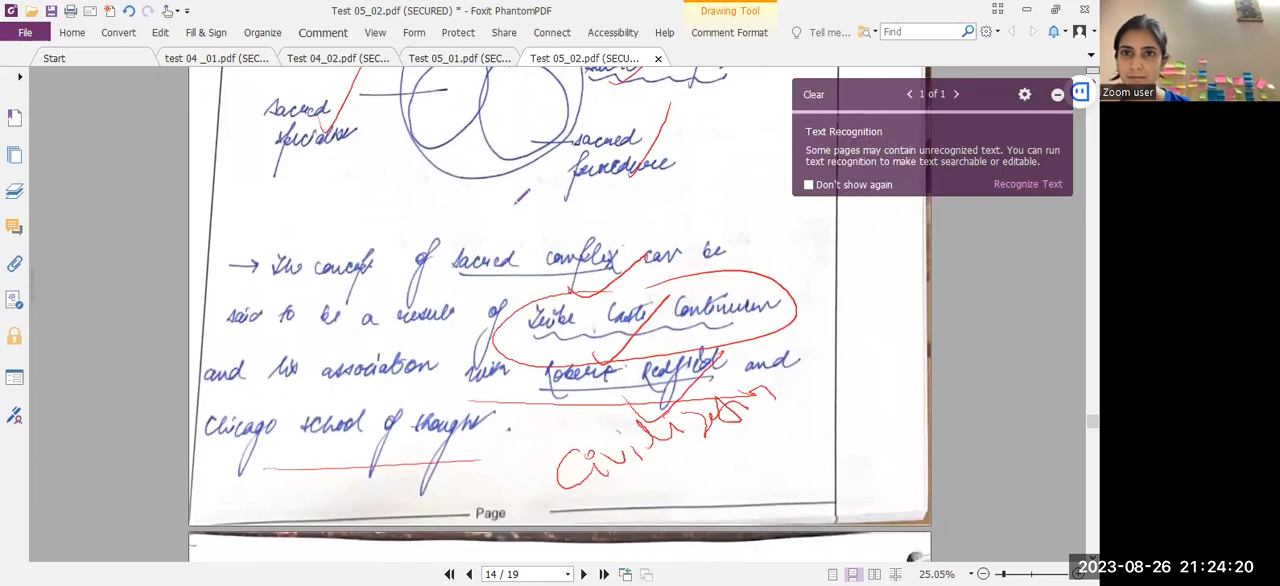 Test 05_02.pdf (SECURED) * - Foxit PhantomPDF
Drawing Tool
File Home Convert Edit Fill & Sign Organize Comment View Form Protect Share Connect Accessibility Help Comment Format Tell me... Find
Start test 04 _01.pdf (SEC... Test 04_02.pdf (SEC... Test 05_01.pdf (SEC... Test 05_02.pdf (SECU...
Zoom user
Clear 1 of 1
Text Recognition
Some pages may contain unrecognized text. You can run
text recognition to make text searchable or editable.
Don't show again Recognize Text
sacred
specialist
sacred
procedure
→ The concept of sacred complex can be
said to be a result of Tribe Caste Continuum
and his association with Robert Redfield and
Chicago school of thought.
Civilization
Page
14 / 19
25.05%
2023-08-26 21:24:20